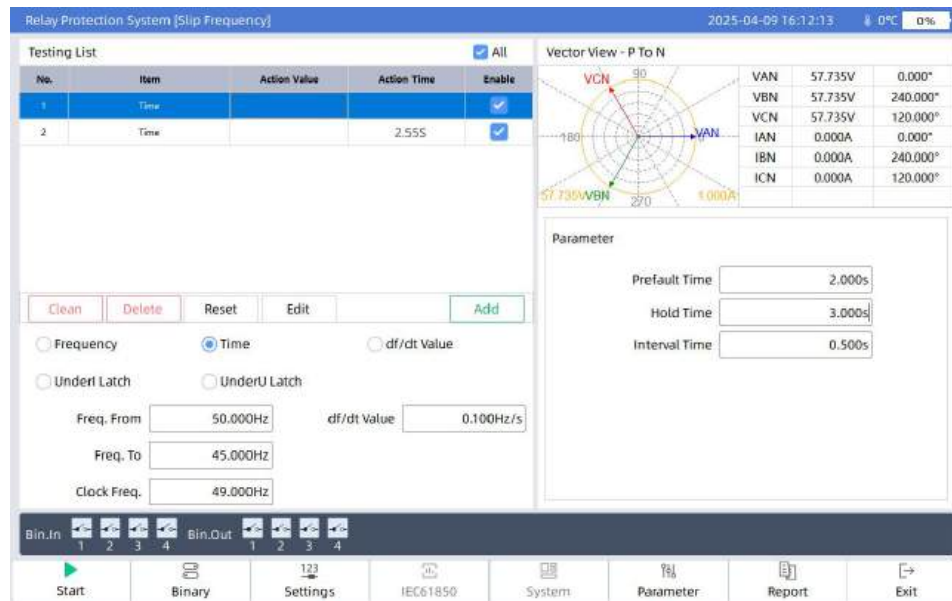 Relay Protection System [Slip Frequency] 2025-04-09 16:12:13 0°C 0%
Testing List All
No. Item Action Value Action Time Enable
1 Time
2 Time 2.55S
Clean Delete Reset Edit Add
Frequency Time df/dt Value
UnderI Latch UnderU Latch
Freq. From 50.000Hz df/dt Value 0.100Hz/s
Freq. To 45.000Hz
Clock Freq. 49.000Hz
Vector View - P To N
VCN 90
180 VAN
57.735V VBN 270 1.000A
VAN 57.735V 0.000°
VBN 57.735V 240.000°
VCN 57.735V 120.000°
IAN 0.000A 0.000°
IBN 0.000A 240.000°
ICN 0.000A 120.000°
Parameter
Prefault Time 2.000s
Hold Time 3.000s
Interval Time 0.500s
Bin.In 1 2 3 4 Bin.Out 1 2 3 4
123
Start Binary Settings IEC61850 System Parameter Report Exit